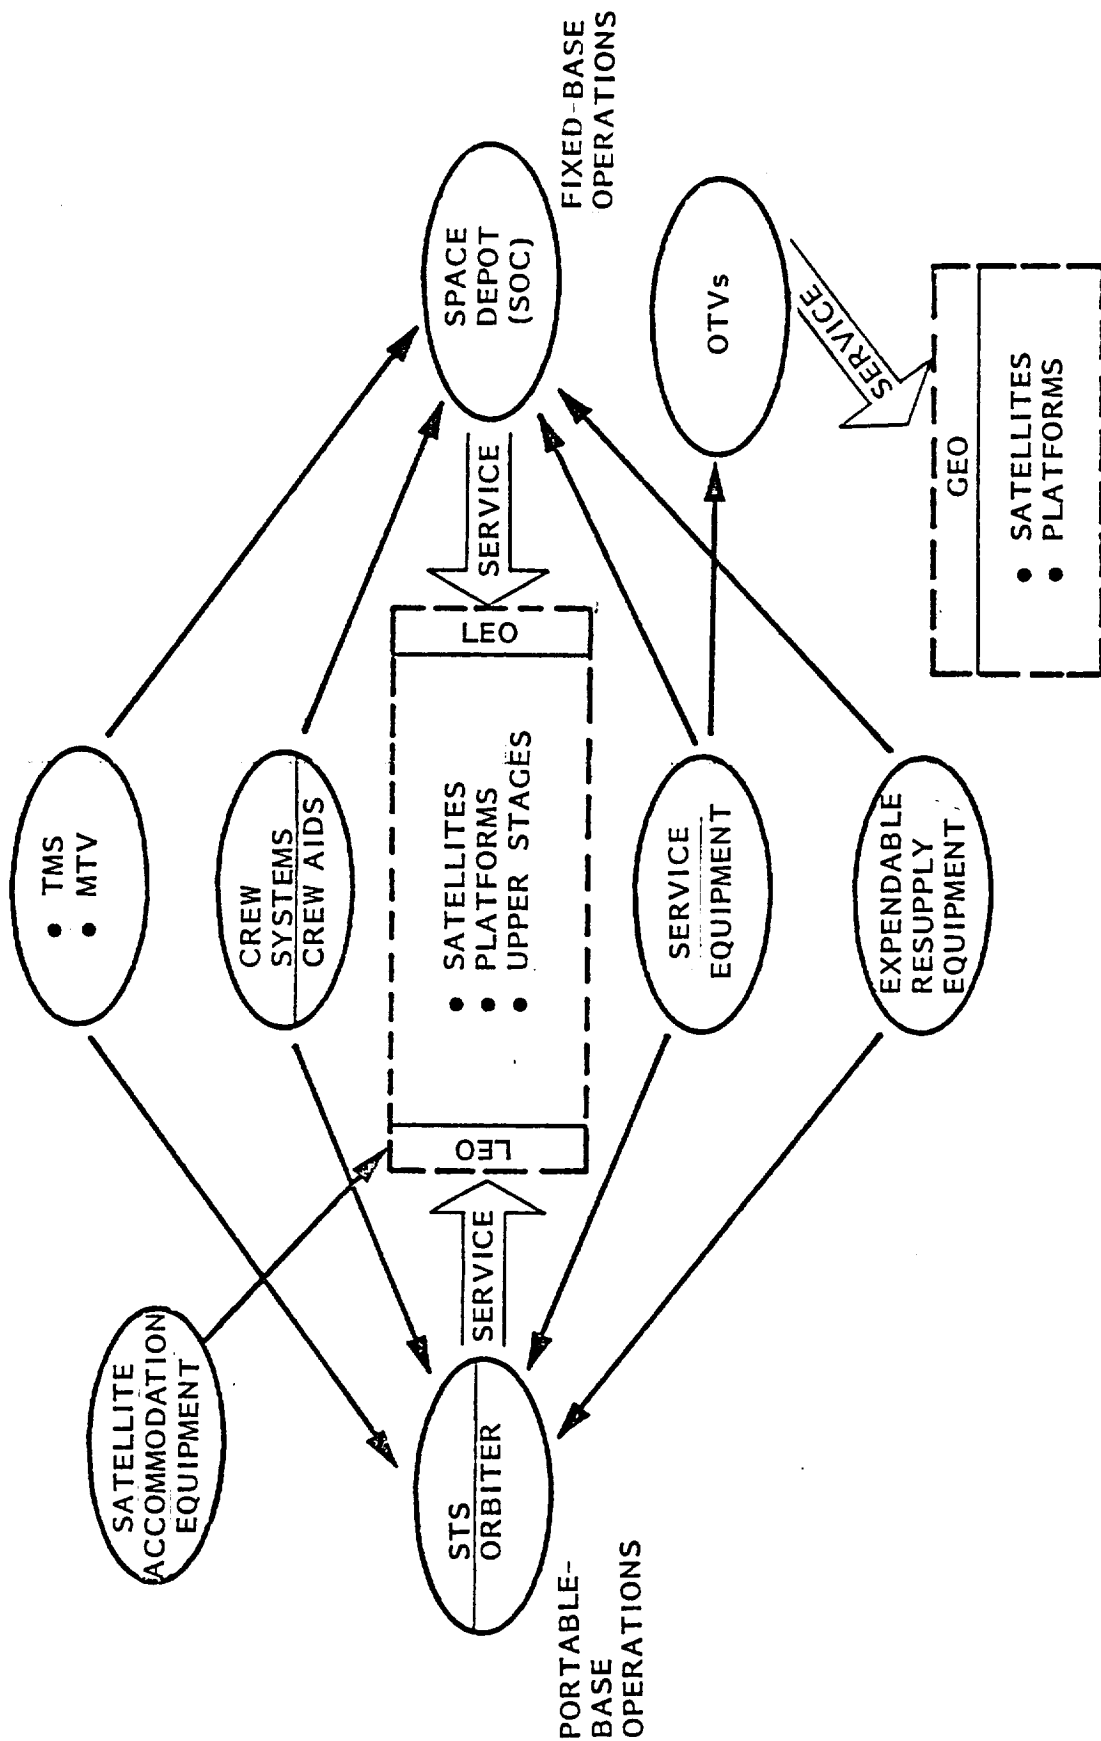 SATELLITE
ACCOMMODATION
EQUIPMENT
• TMS
• MTV
CREW
SYSTEMS
CREW AIDS
STS
ORBITER
PORTABLE-
BASE
OPERATIONS
SERVICE
LEO
• SATELLITES
• PLATFORMS
• UPPER STAGES
LEO
SERVICE
SPACE
DEPOT
(SOC)
FIXED-BASE
OPERATIONS
SERVICE
EQUIPMENT
EXPENDABLE
RESUPPLY
EQUIPMENT
OTVs
SERVICE
GEO
• SATELLITES
• PLATFORMS